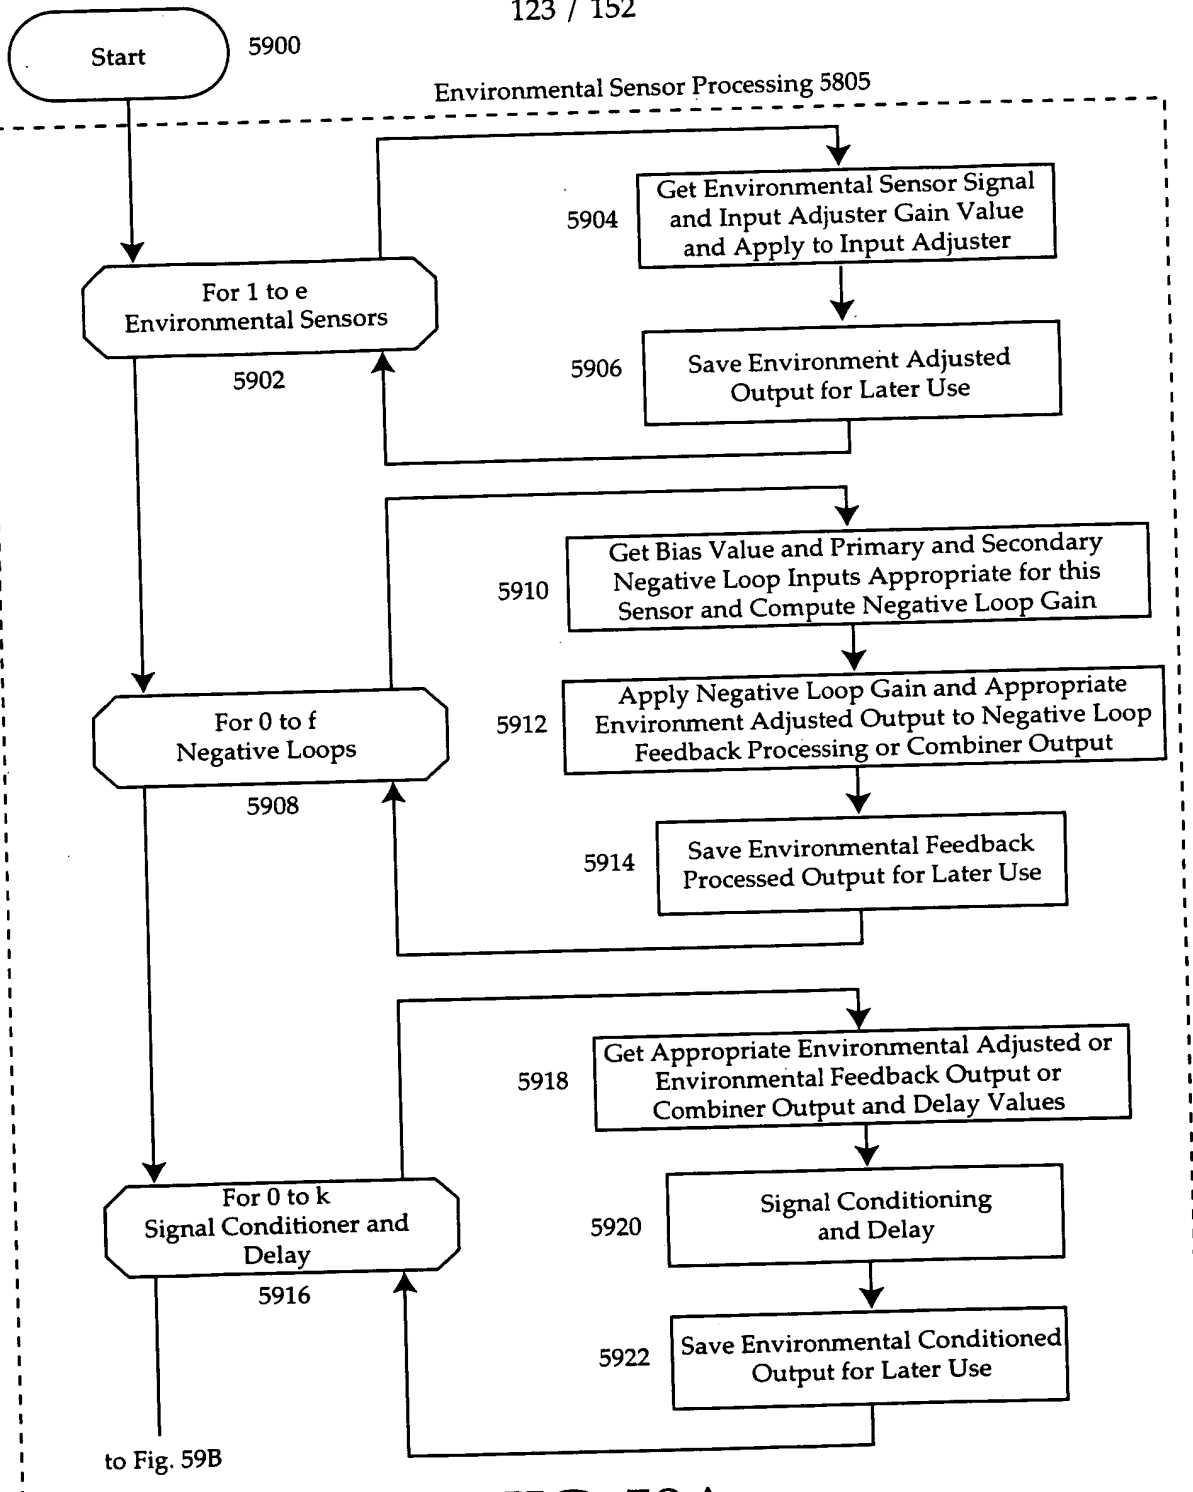 123 / 152
Start
5900
Environmental Sensor Processing 5805
Get Environmental Sensor Signal
and Input Adjuster Gain Value
and Apply to Input Adjuster
5904
For 1 to e
Environmental Sensors
5902
Save Environment Adjusted
Output for Later Use
5906
Get Bias Value and Primary and Secondary
Negative Loop Inputs Appropriate for this
Sensor and Compute Negative Loop Gain
5910
Apply Negative Loop Gain and Appropriate
Environment Adjusted Output to Negative Loop
Feedback Processing or Combiner Output
5912
For 0 to f
Negative Loops
5908
Save Environmental Feedback
Processed Output for Later Use
5914
Get Appropriate Environmental Adjusted or
Environmental Feedback Output or
Combiner Output and Delay Values
5918
For 0 to k
Signal Conditioner and
Delay
5916
Signal Conditioning
and Delay
5920
Save Environmental Conditioned
Output for Later Use
5922
to Fig. 59B